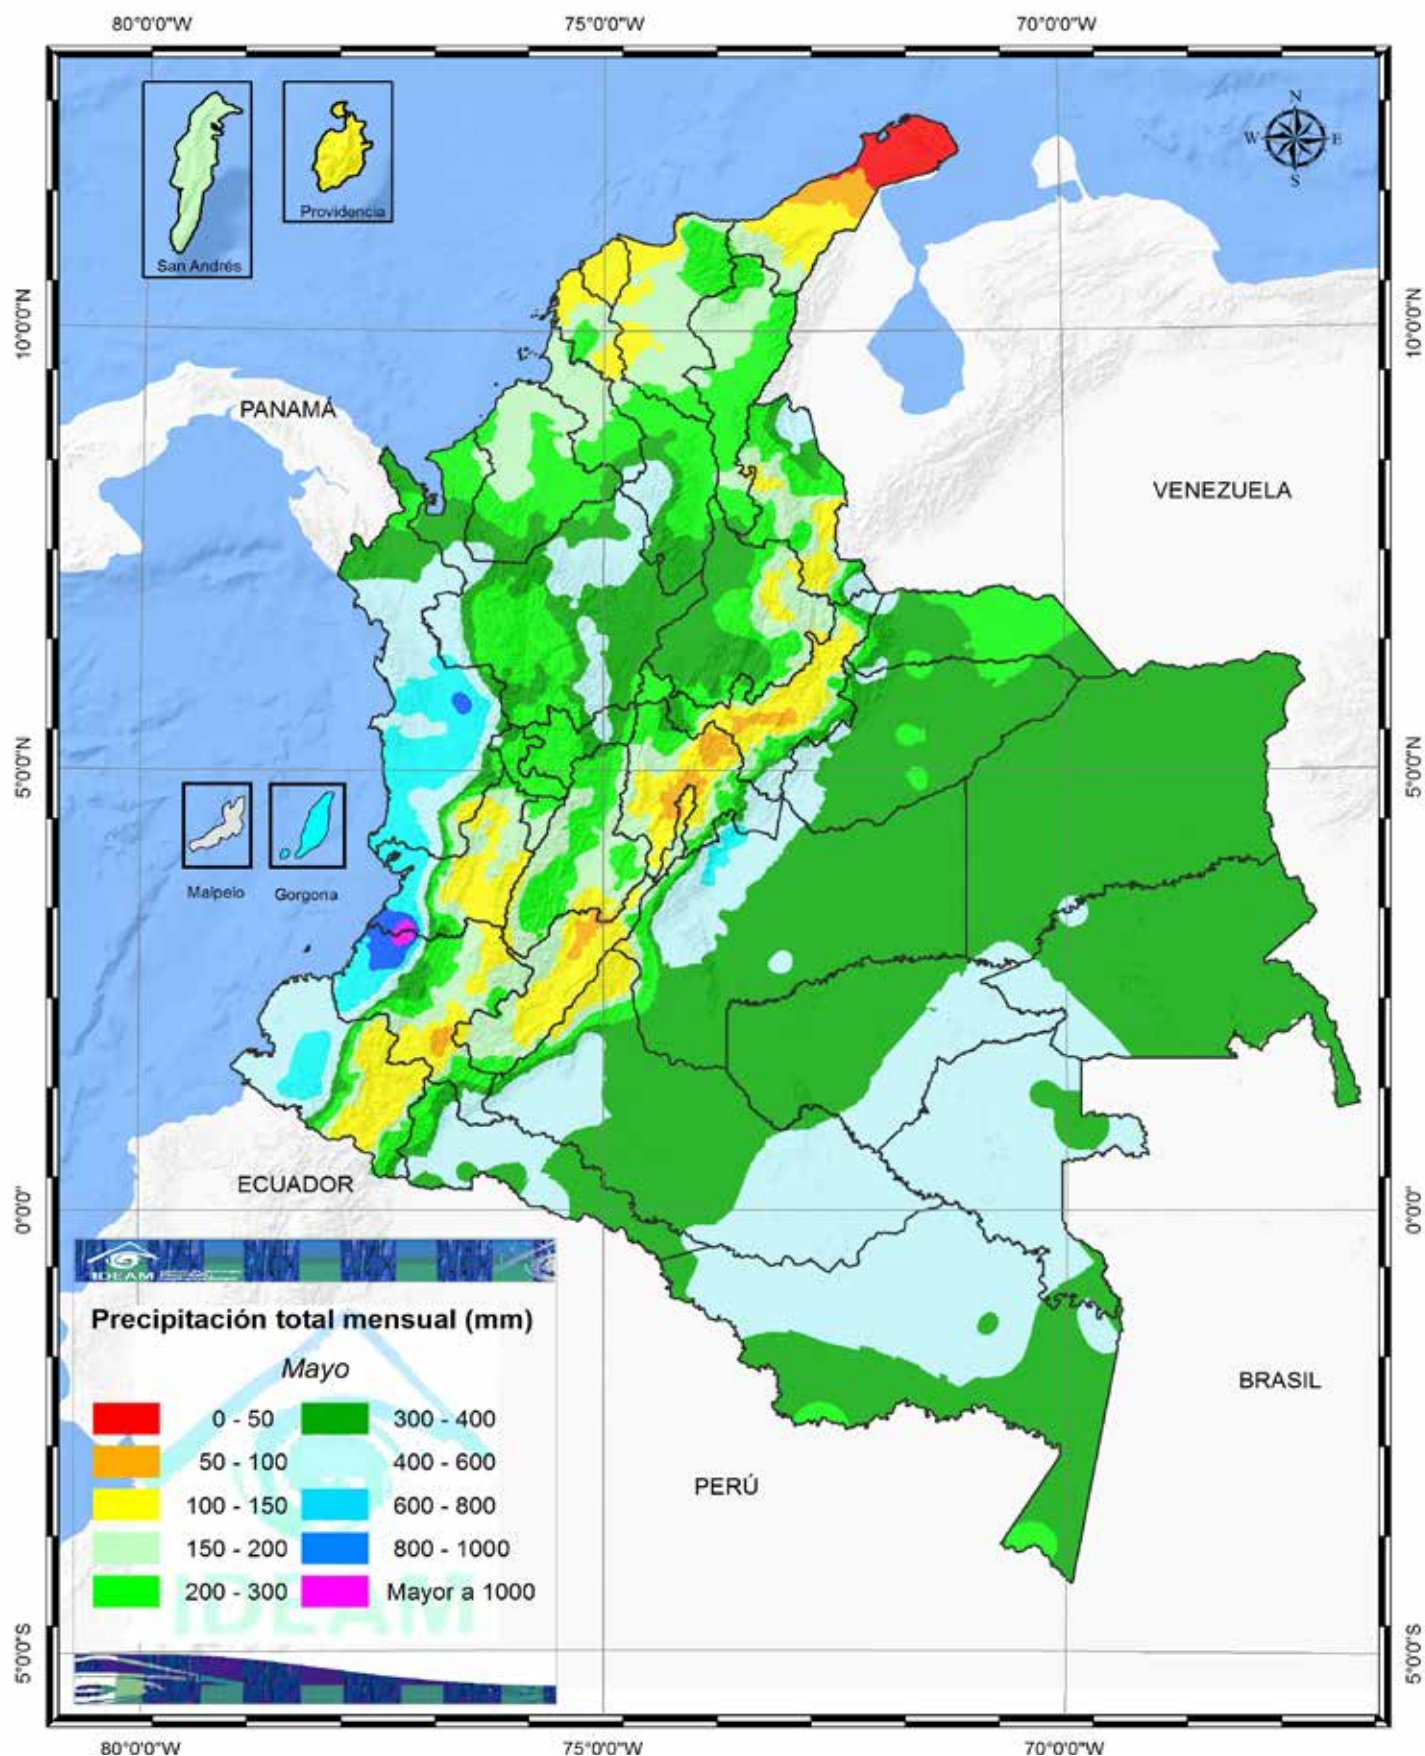 80°0'0"W 75°0'0"W 70°0'0"W
N
W E
S
San Andrés
Providencia
10°0'0"N
10°0'0"N
PANAMÁ
VENEZUELA
5°0'0"N
5°0'0"N
Malpelo
Gorgona
ECUADOR
0°0'0"
0°0'0"
IDEAM
Precipitación total mensual (mm)
Mayo
0 - 50
50 - 100
100 - 150
150 - 200
200 - 300
300 - 400
400 - 600
600 - 800
800 - 1000
Mayor a 1000
IDEAM
BRASIL
PERÚ
5°0'0"S
5°0'0"S
80°0'0"W 75°0'0"W 70°0'0"W